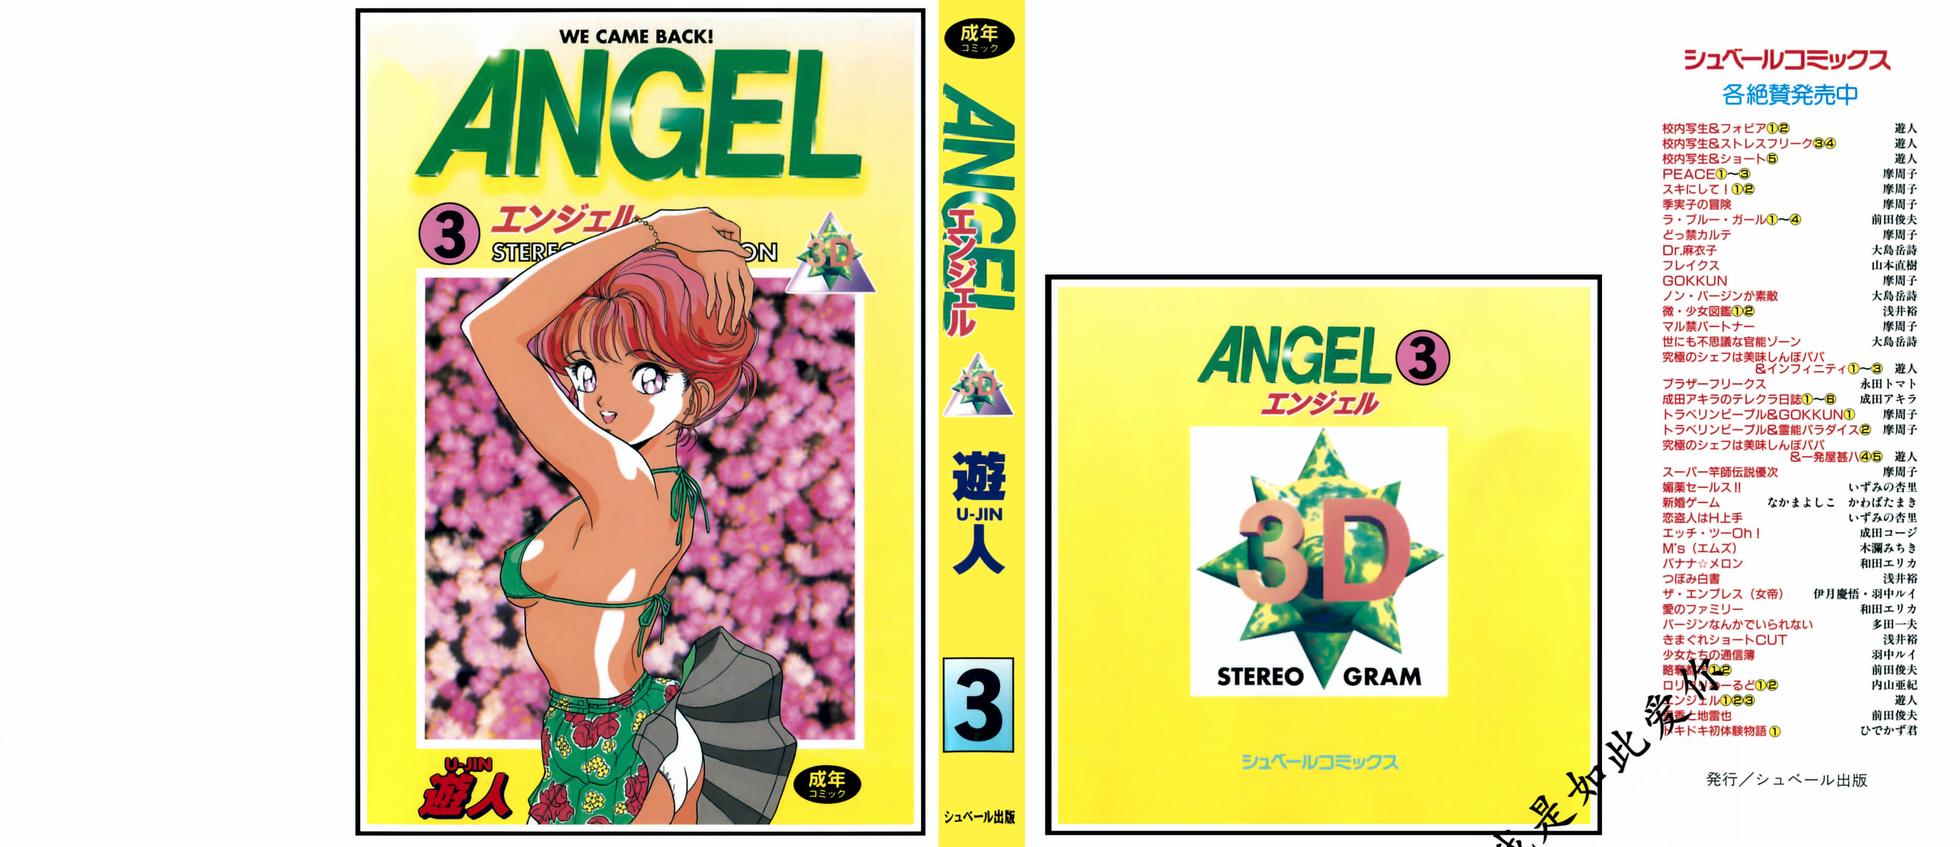 WE CAME BACK!
ANGEL
3
エンジェル
STERE
ON
3D
U-JIN
遊人
成年
コミック
成年
コミック
ANGEL
エンジェル
3D
遊
U-JIN
人
3
シュベール出版
ANGEL 3
エンジェル
3D
STEREO GRAM
シュベールコミックス
シュベールコミックス
各絶賛発売中
校内写生&フォビア①② 遊人
校内写生&ストレスフリーク③④ 遊人
校内写生&ショート⑤ 遊人
PEACE①〜③ 摩周子
スキにして!①② 摩周子
季実子の冒険 摩周子
ラ・ブルー・ガール①〜④ 前田俊夫
どっ禁カルテ 摩周子
Dr.麻衣子 大島岳詩
フレイクス 山本直樹
GOKKUN 摩周子
ノン・バージンが素敵 大島岳詩
微・少女図鑑①② 浅井裕
マル禁パートナー 摩周子
世にも不思議な官能ゾーン 大島岳詩
究極のシェフは美味しんぼパパ
&インフィニティ①〜③ 遊人
ブラザーフリークス 永田トマト
成田アキラのテレクラ日誌①〜⑥ 成田アキラ
トラベリンピープル&GOKKUN① 摩周子
トラベリンピープル&霊能パラダイス② 摩周子
究極のシェフは美味しんぼパパ
&一発屋甚八④⑤ 遊人
スーパー竿師伝説優次 摩周子
媚薬セールス!! いずみの杏里
新婚ゲーム なかまよしこ かわばたまき
恋盗人はH上手 いずみの杏里
エッチ・ツーOh! 成田コージ
M's(エムズ) 木瀾みちき
バナナ☆メロン 和田エリカ
つぼみ白書 浅井裕
ザ・エンプレス(女帝) 伊月慶悟・羽中ルイ
愛のファミリー 和田エリカ
バージンなんかでいられない 多田一夫
きまぐれショートCUT 浅井裕
少女たちの通信簿 羽中ルイ
①② 前田俊夫
ロリ るど①② 内山亜紀
エンジェル①②③ 遊人
と地雷也 前田俊夫
ドキドキ初体験物語① ひでかず君
発行／シュベール出版
是如此爱你